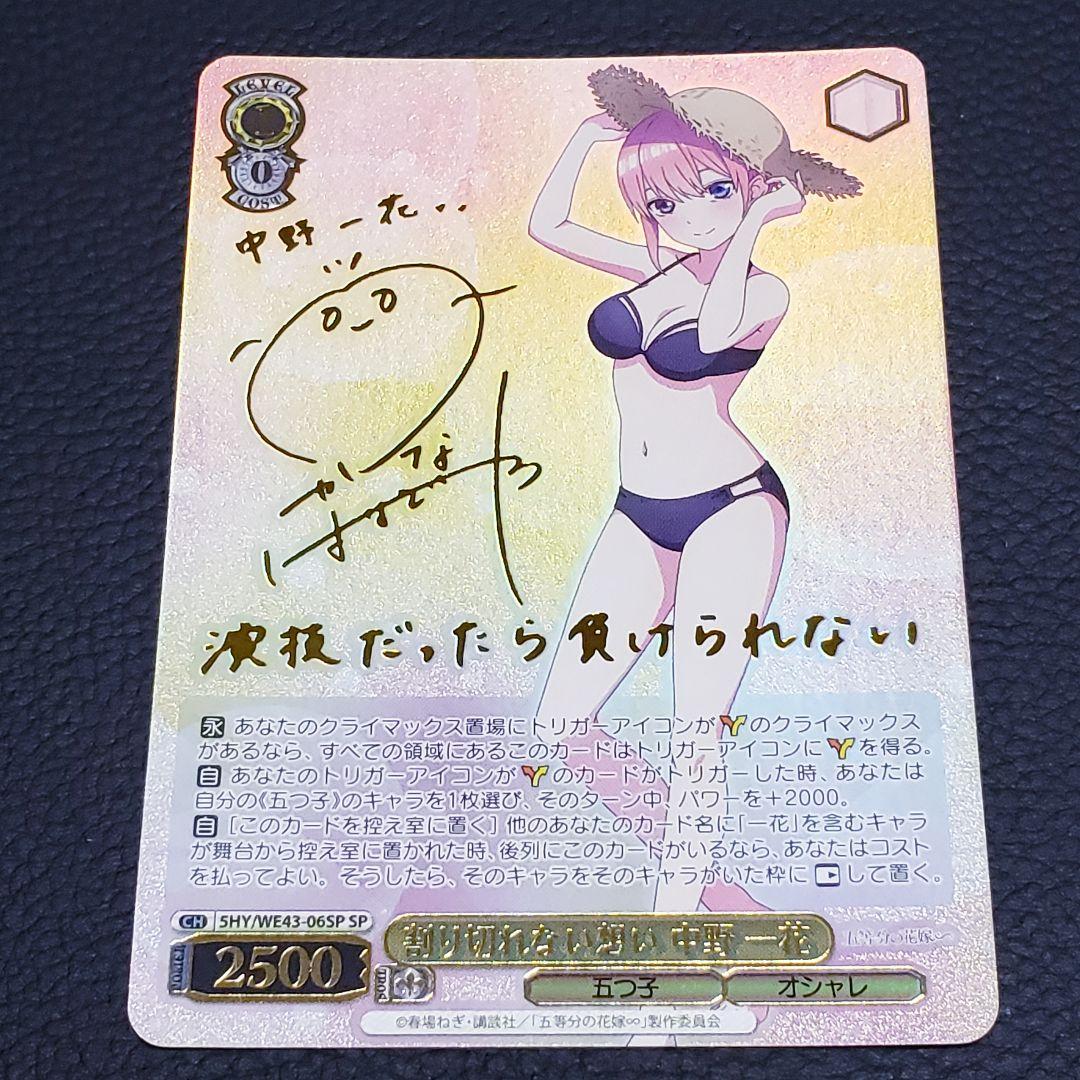 LEVEL
0
COST
中野一花
演技だったら負けられない
永 あなたのクライマックス置場にトリガーアイコンがのクライマックス
があるなら、すべての領域にあるこのカードはトリガーアイコンにを得る。
自 あなたのトリガーアイコンがのカードがトリガーした時、あなたは
自分の《五つ子》のキャラを1枚選び、そのターン中、パワーを+2000。
自 [このカードを控え室に置く] 他のあなたのカード名に「一花」を含むキャラ
が舞台から控え室に置かれた時、後列にこのカードがいるなら、あなたはコスト
を払ってよい。そうしたら、そのキャラをそのキャラがいた枠にして置く。
CH 5HY/WE43-06SP SP
割り切れない想い 中野 一花
五等分の花嫁∽
2500
五つ子
オシャレ
©春場ねぎ・講談社/「五等分の花嫁∽」製作委員会